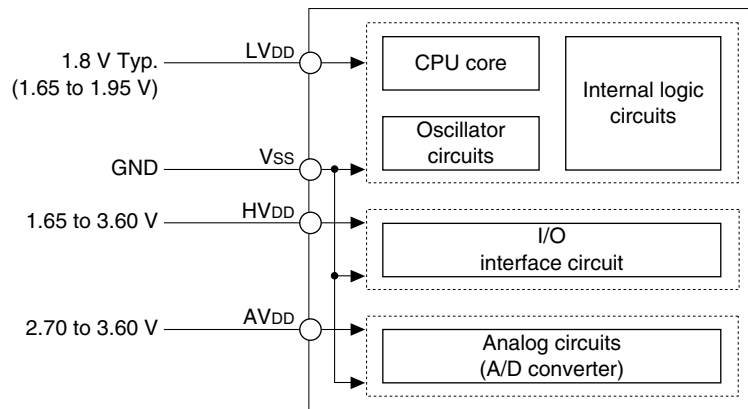 1.8 V Typ.
(1.65 to 1.95 V)
LVDD
CPU core
Internal logic
circuits
Oscillator
circuits
GND
VSS
1.65 to 3.60 V
HVDD
I/O
interface circuit
2.70 to 3.60 V
AVDD
Analog circuits
(A/D converter)